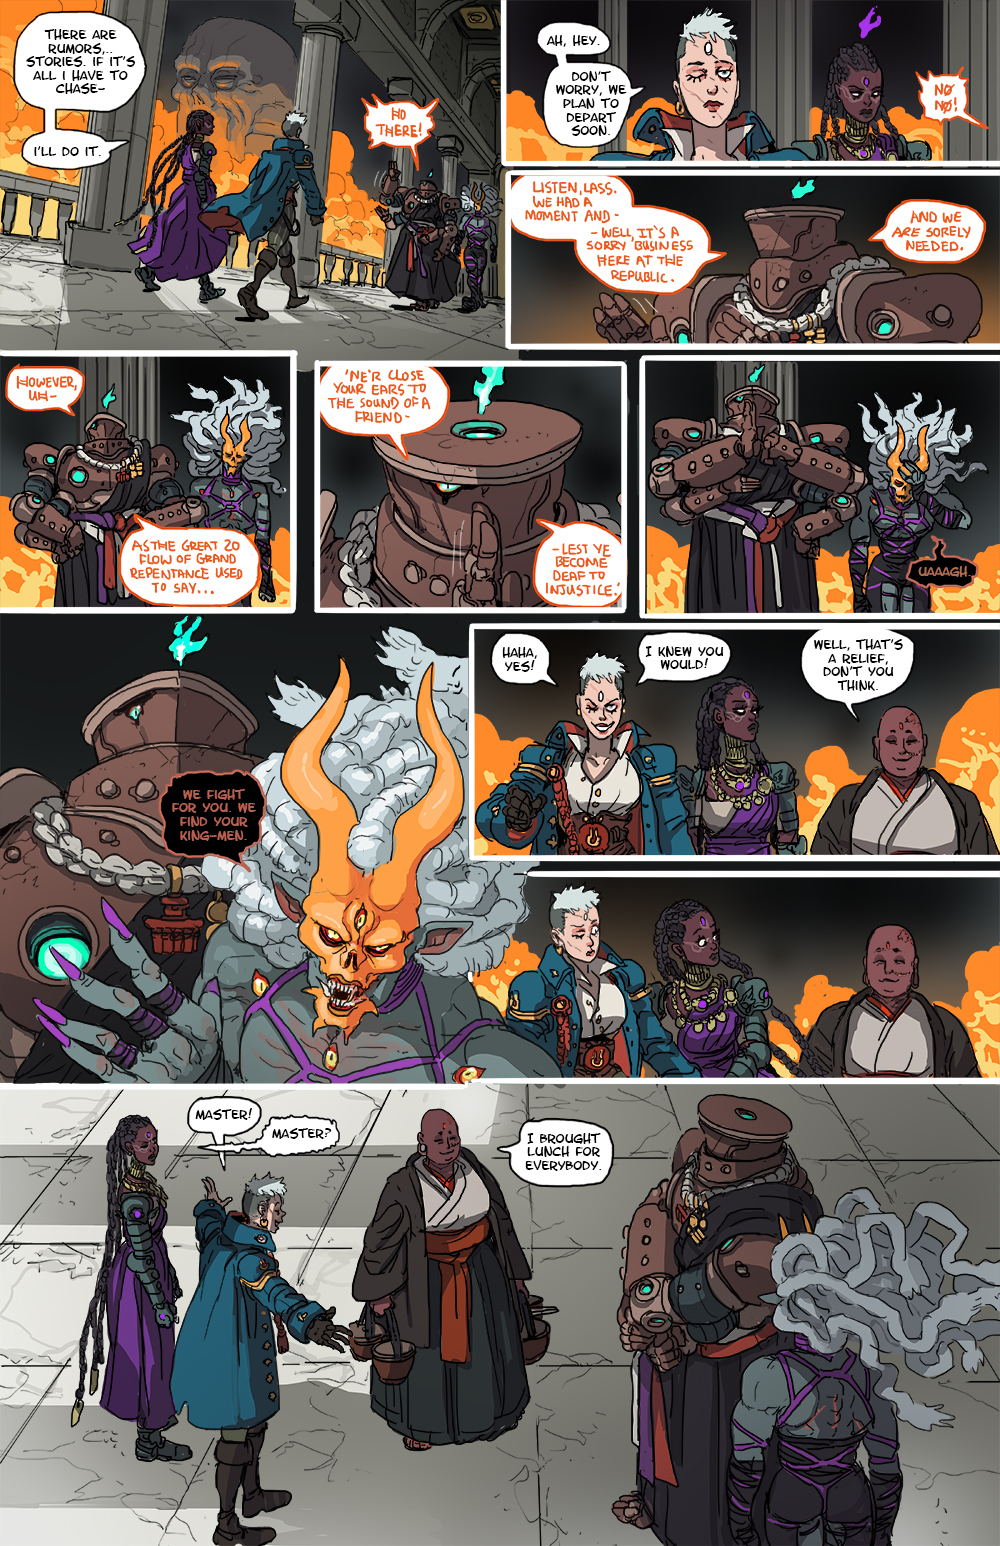 THERE ARE
RUMORS,..
STORIES. IF IT'S
ALL I HAVE TO
CHASE-
I'LL DO IT.
HO
THERE!
AH, HEY.
DON'T
WORRY, WE
PLAN TO
DEPART
SOON.
NØ
NØ!
LISTEN, LASS.
WE HAD A
MOMENT AND -
- WELL, IT'S A
SORRY BUSINESS
HERE AT THE
REPUBLIC.
AND WE
ARE SORELY
NEEDED.
HOWEVER,
UH-
AS THE GREAT 20
FLOW OF GRAND
REPENTANCE USED
TO SAY...
'NE'R CLOSE
YOUR EARS TO
THE SOUND OF A
FRIEND-
-LEST YE
BECOME
DEAF TO
INJUSTICE.'
UAAAGH
WE FIGHT
FOR YOU. WE
FIND YOUR
KING-MEN.
HAHA,
YES!
I KNEW YOU
WOULD!
WELL, THAT'S
A RELIEF,
DON'T YOU
THINK.
MASTER!
MASTER?
I BROUGHT
LUNCH FOR
EVERYBODY.